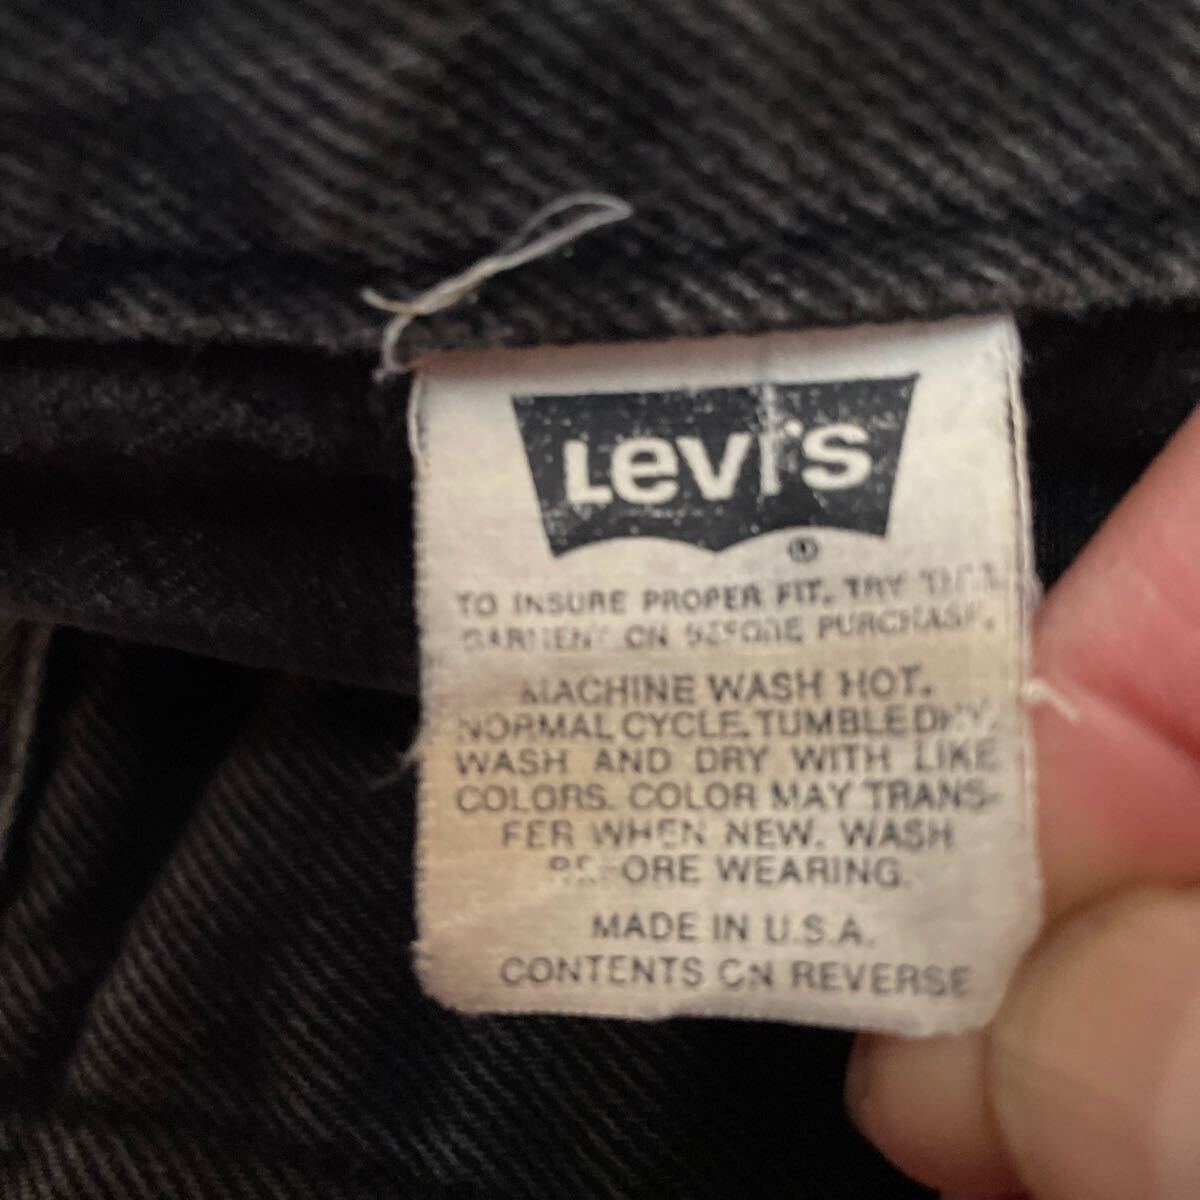 Levi's
®
TO INSURE PROPER FIT, TRY THIS
GARMENT ON BEFORE PURCHASE.
MACHINE WASH HOT.
NORMAL CYCLE. TUMBLE DRY.
WASH AND DRY WITH LIKE
COLORS. COLOR MAY TRANS-
FER WHEN NEW. WASH
BEFORE WEARING.
MADE IN U.S.A.
CONTENTS ON REVERSE